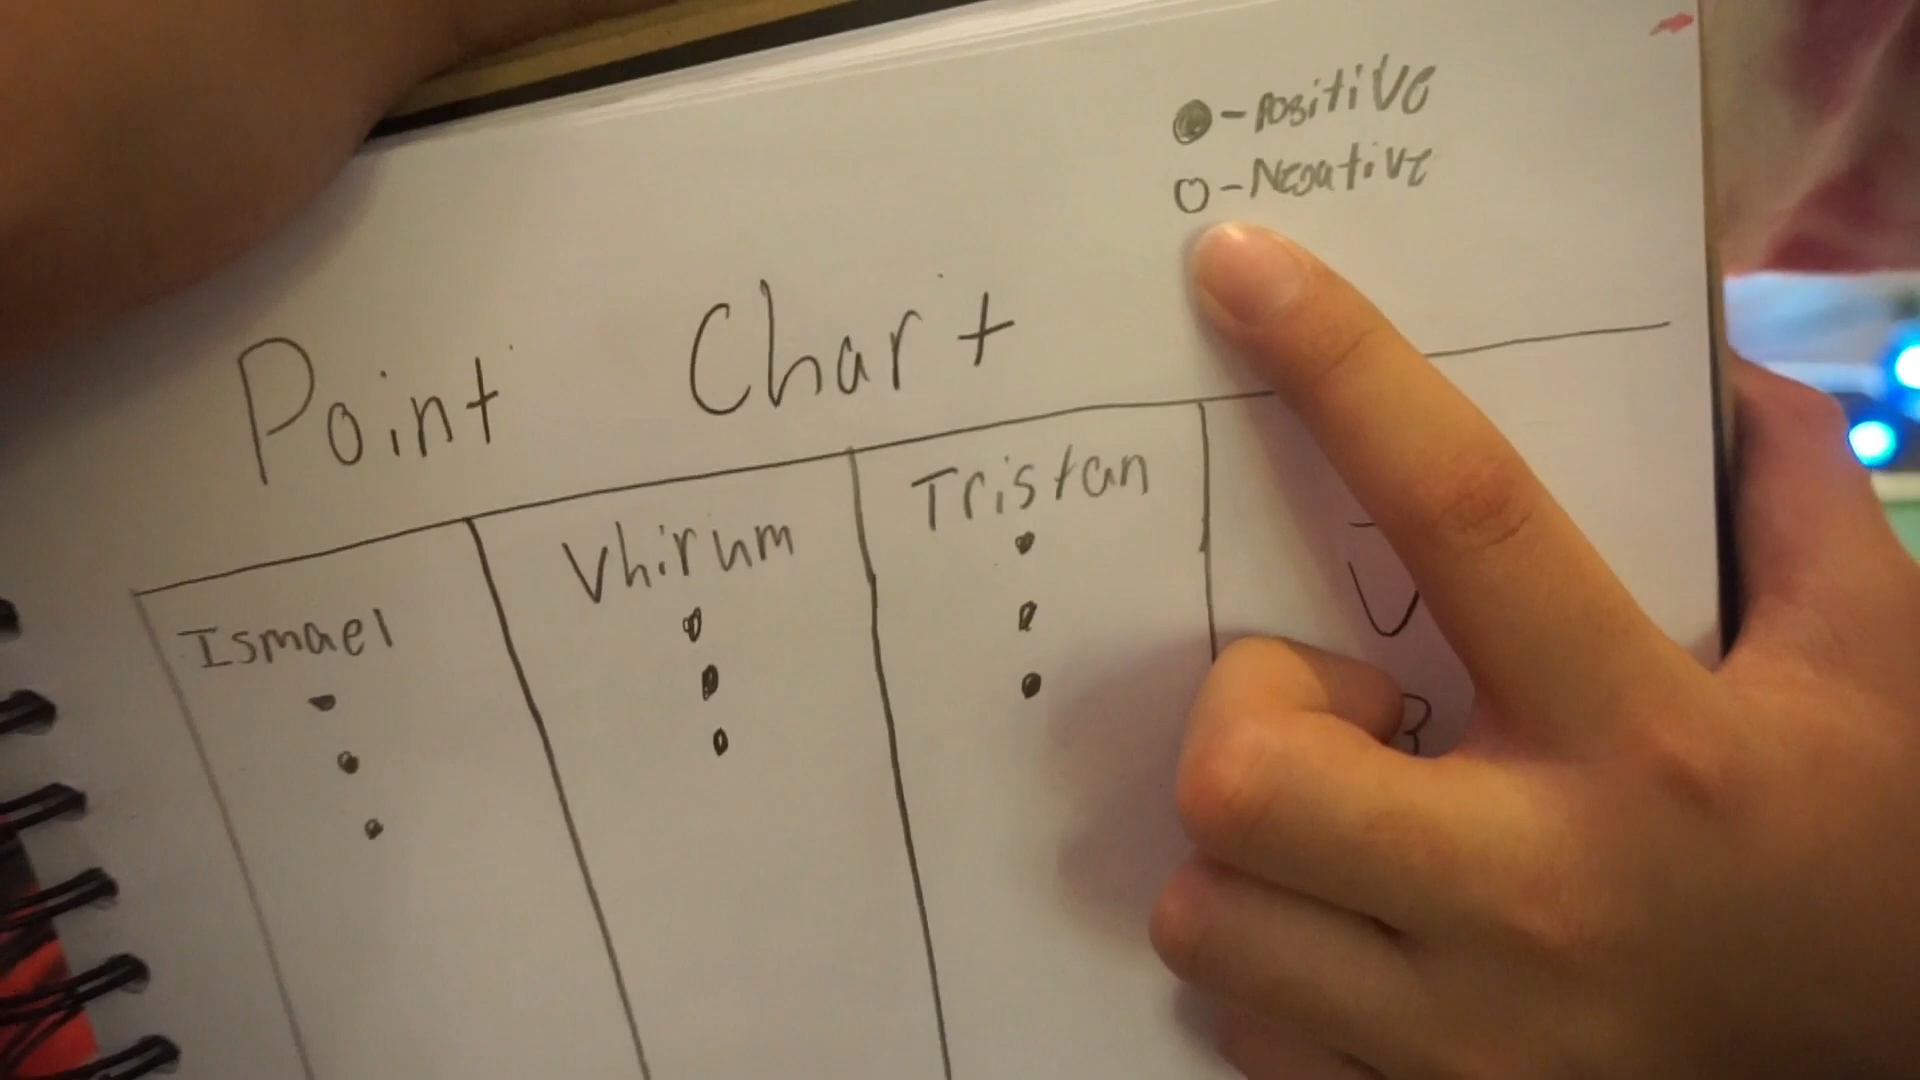 - Positive
- Negative
Point Chart
Ismael
Vhirum
Tristan